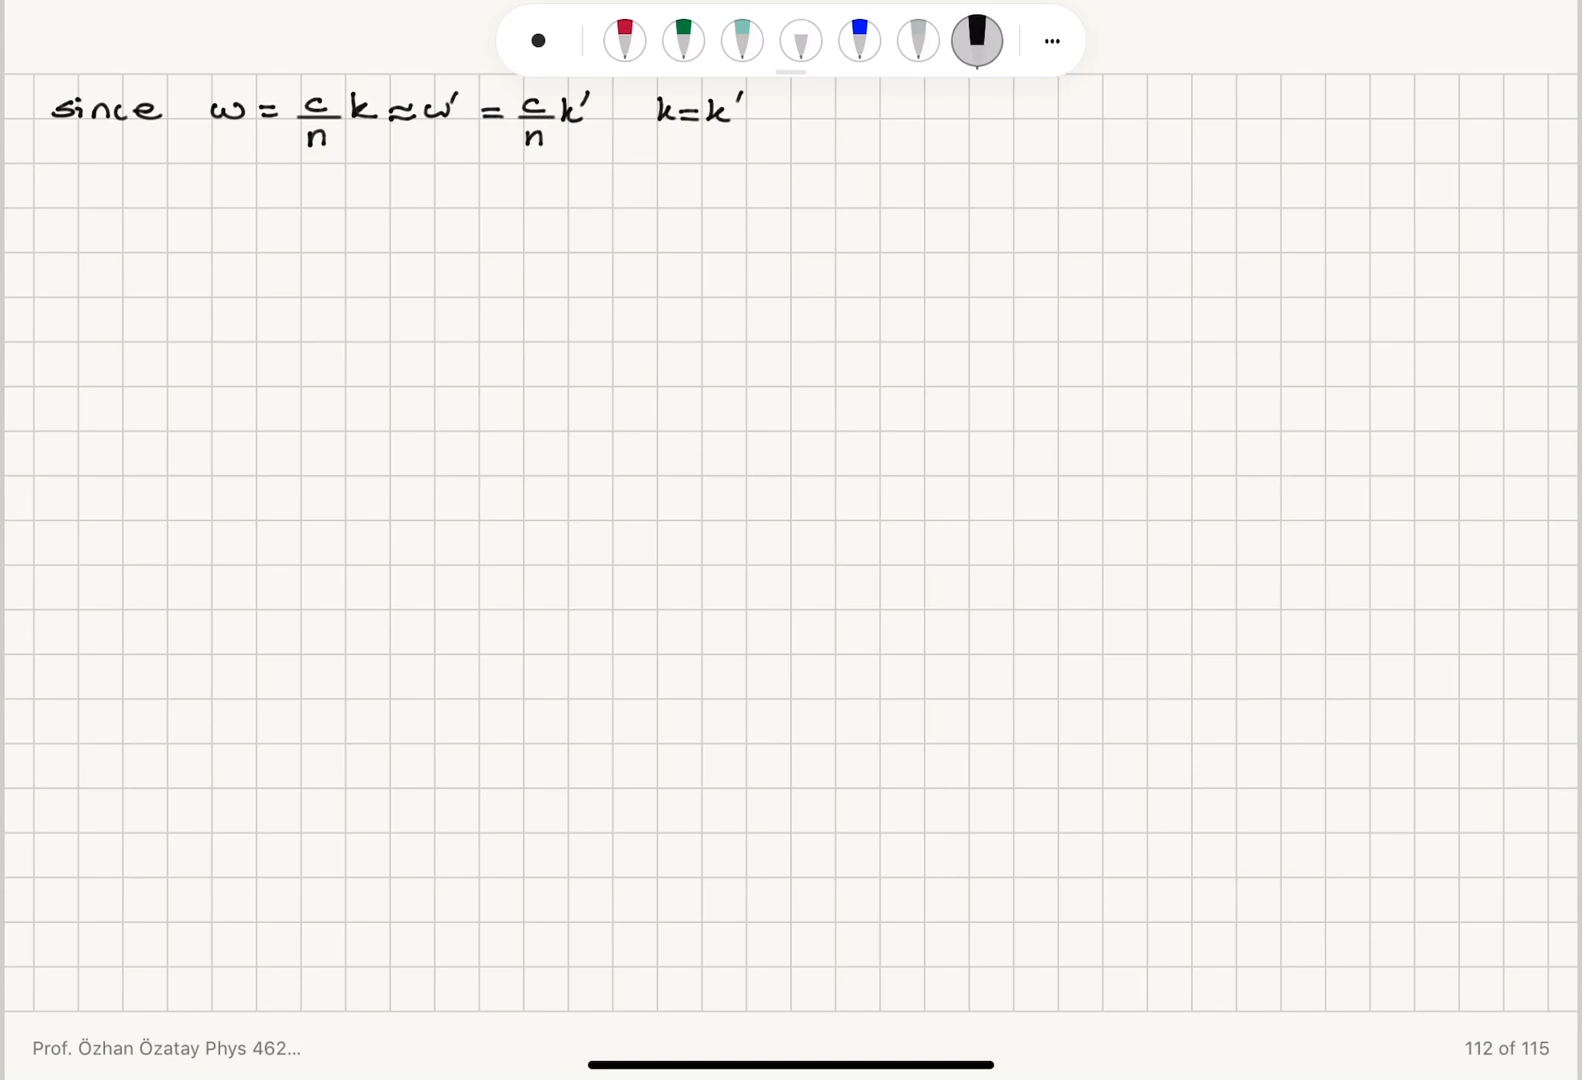 since ω = c/n k ≈ ω' = c/n k' k = k'
Prof. Özhan Özatay Phys 462...
112 of 115